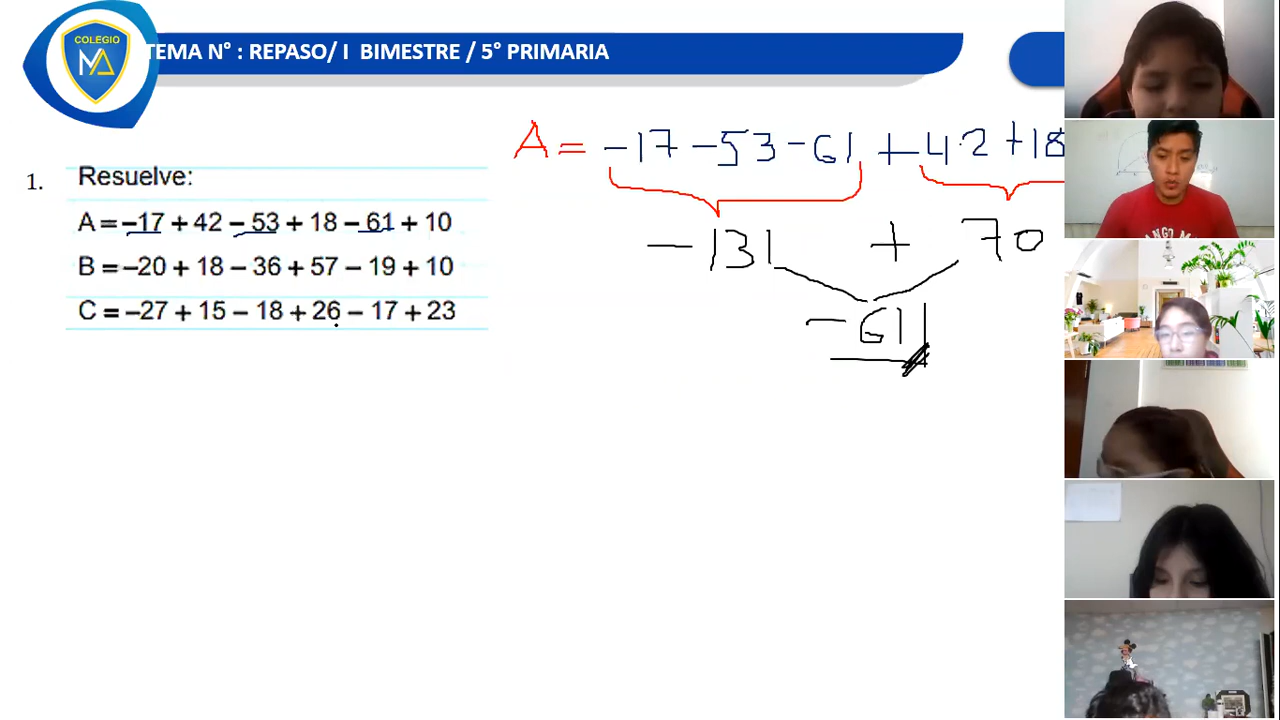 COLEGIO
MA
TEMA N° : REPASO/ I BIMESTRE / 5° PRIMARIA
A = -17 -53 -61 + 42 +18
1. Resuelve:
A = –17 + 42 – 53 + 18 – 61 + 10
B = –20 + 18 – 36 + 57 – 19 + 10
C = –27 + 15 – 18 + 26 – 17 + 23
- 131 + 70
- 61